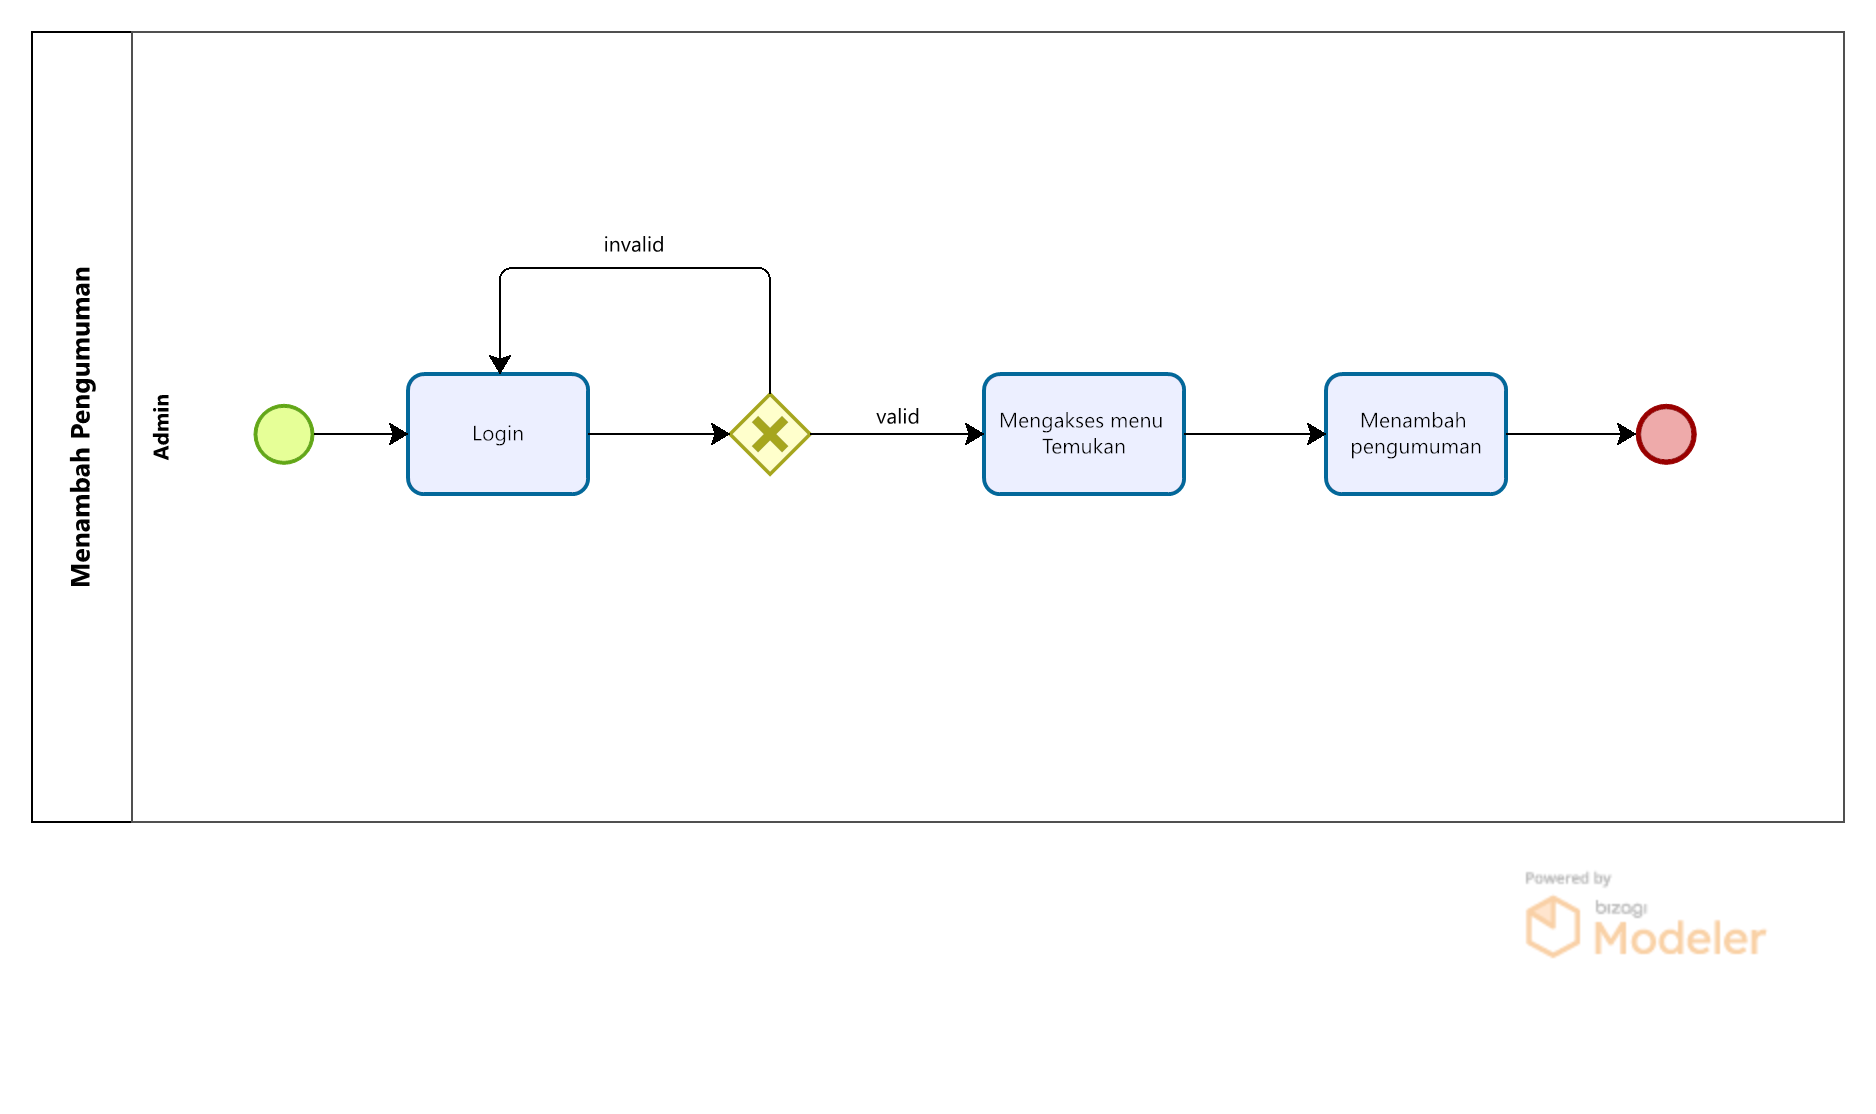 Menambah Pengumuman
Admin
invalid
Login
valid
Mengakses menu
Temukan
Menambah
pengumuman
Powered by
bizagi
Modeler